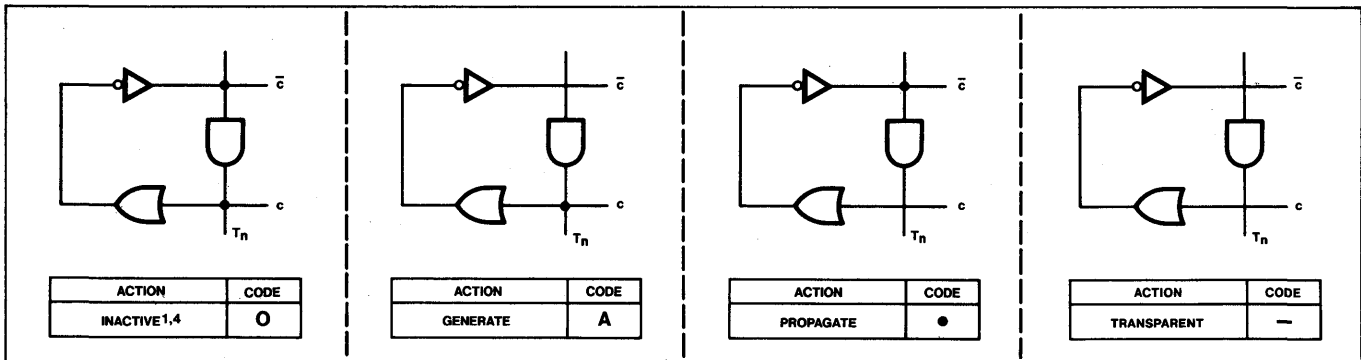 c̄
c
Tn
ACTION CODE
INACTIVE1,4 O
c̄
c
Tn
ACTION CODE
GENERATE A
c̄
c
Tn
ACTION CODE
PROPAGATE ●
c̄
c
Tn
ACTION CODE
TRANSPARENT —